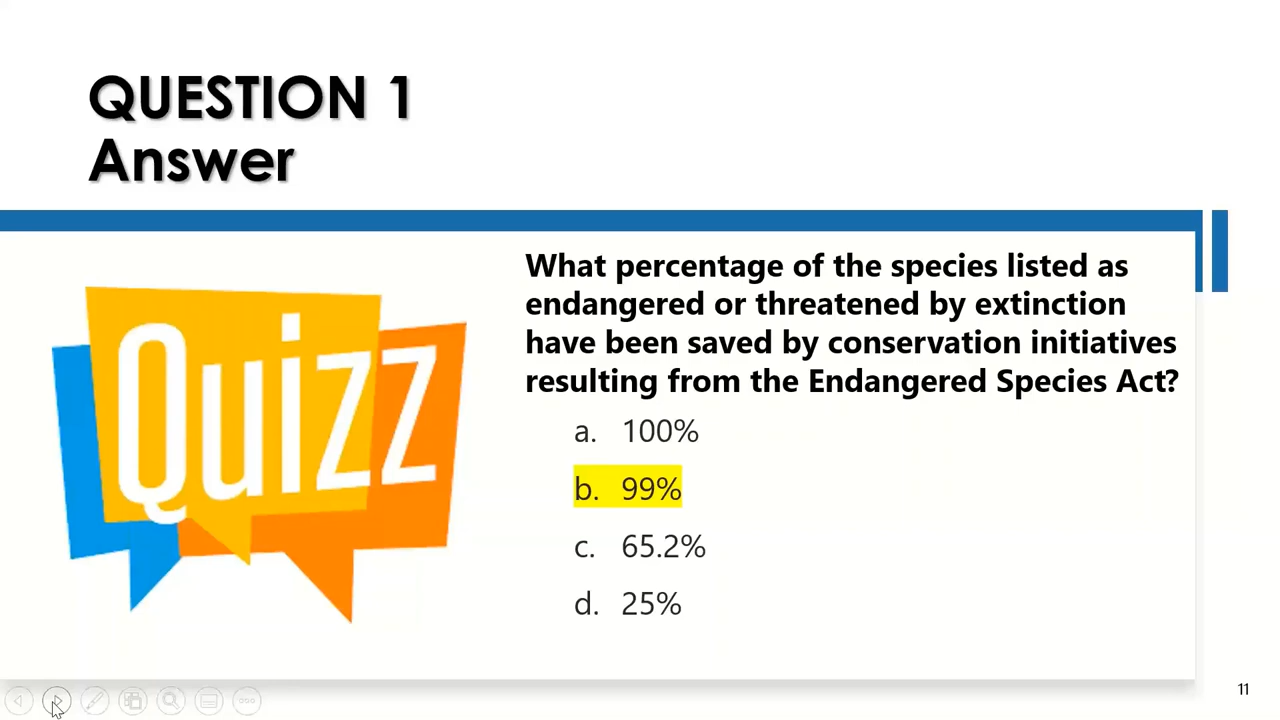 QUESTION 1
Answer
Quizz
What percentage of the species listed as
endangered or threatened by extinction
have been saved by conservation initiatives
resulting from the Endangered Species Act?
a. 100%
b. 99%
c. 65.2%
d. 25%
11